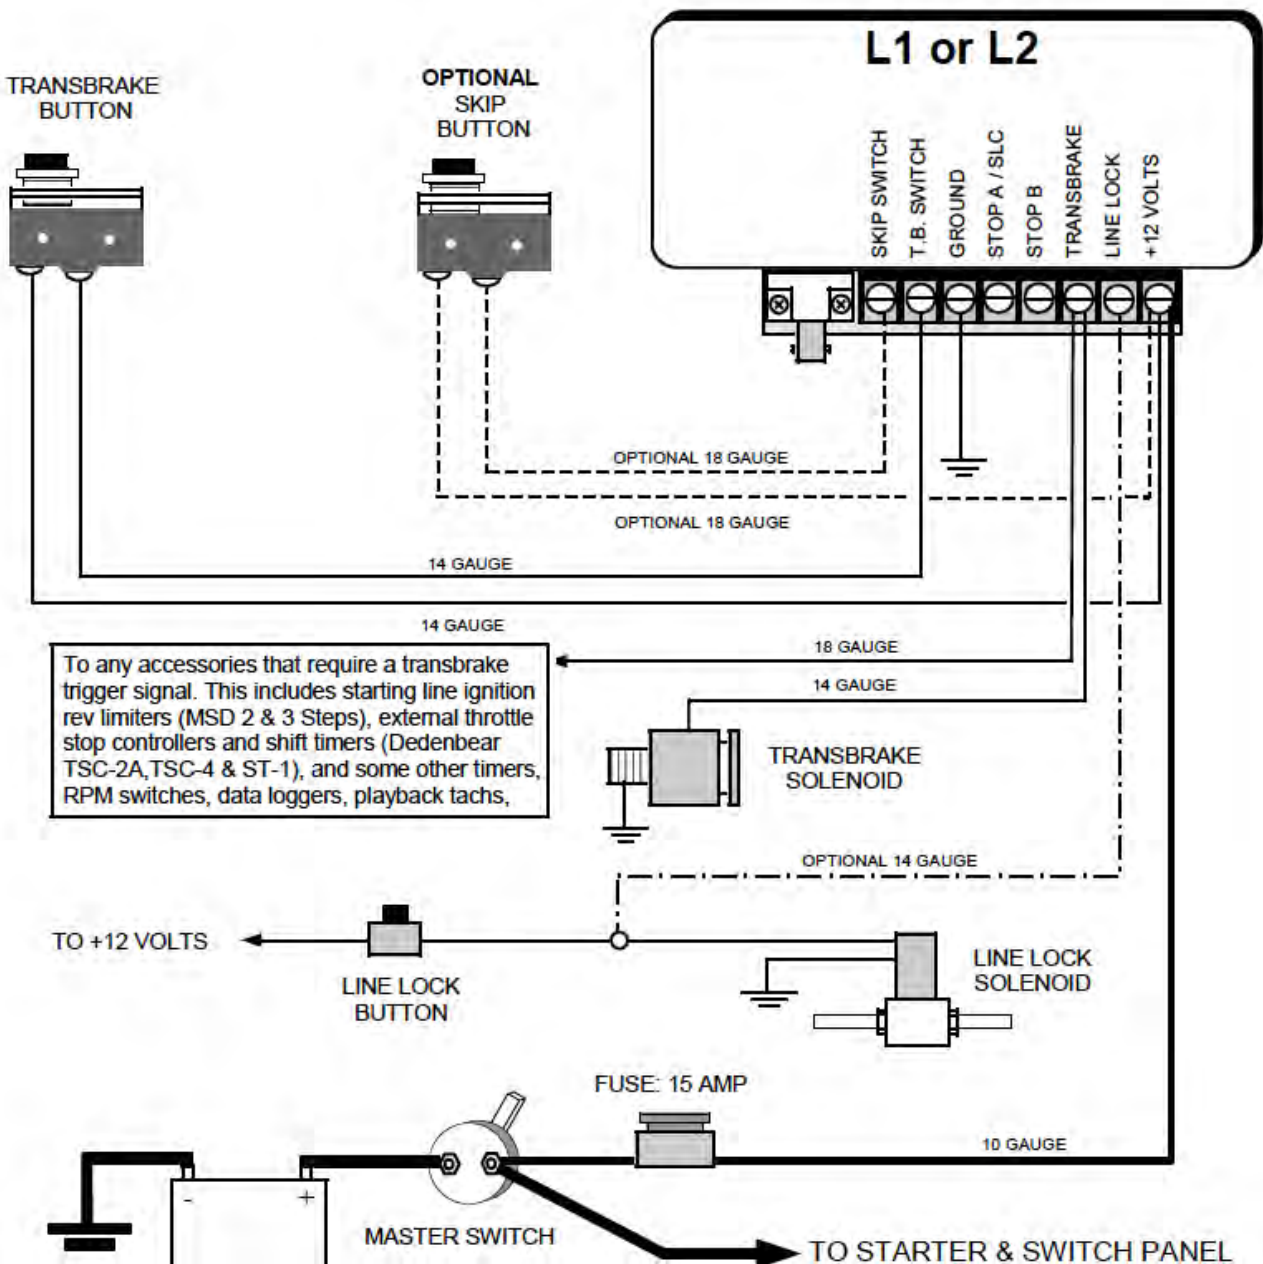 L1 or L2
TRANSBRAKE
BUTTON
OPTIONAL
SKIP
BUTTON
SKIP SWITCH
T.B. SWITCH
GROUND
STOP A / SLC
STOP B
TRANSBRAKE
LINE LOCK
+12 VOLTS
OPTIONAL 18 GAUGE
OPTIONAL 18 GAUGE
14 GAUGE
14 GAUGE
18 GAUGE
14 GAUGE
To any accessories that require a transbrake
trigger signal. This includes starting line ignition
rev limiters (MSD 2 & 3 Steps), external throttle
stop controllers and shift timers (Dedenbear
TSC-2A,TSC-4 & ST-1), and some other timers,
RPM switches, data loggers, playback tachs,
TRANSBRAKE
SOLENOID
OPTIONAL 14 GAUGE
TO +12 VOLTS
LINE LOCK
BUTTON
LINE LOCK
SOLENOID
FUSE: 15 AMP
10 GAUGE
- +
MASTER SWITCH
TO STARTER & SWITCH PANEL